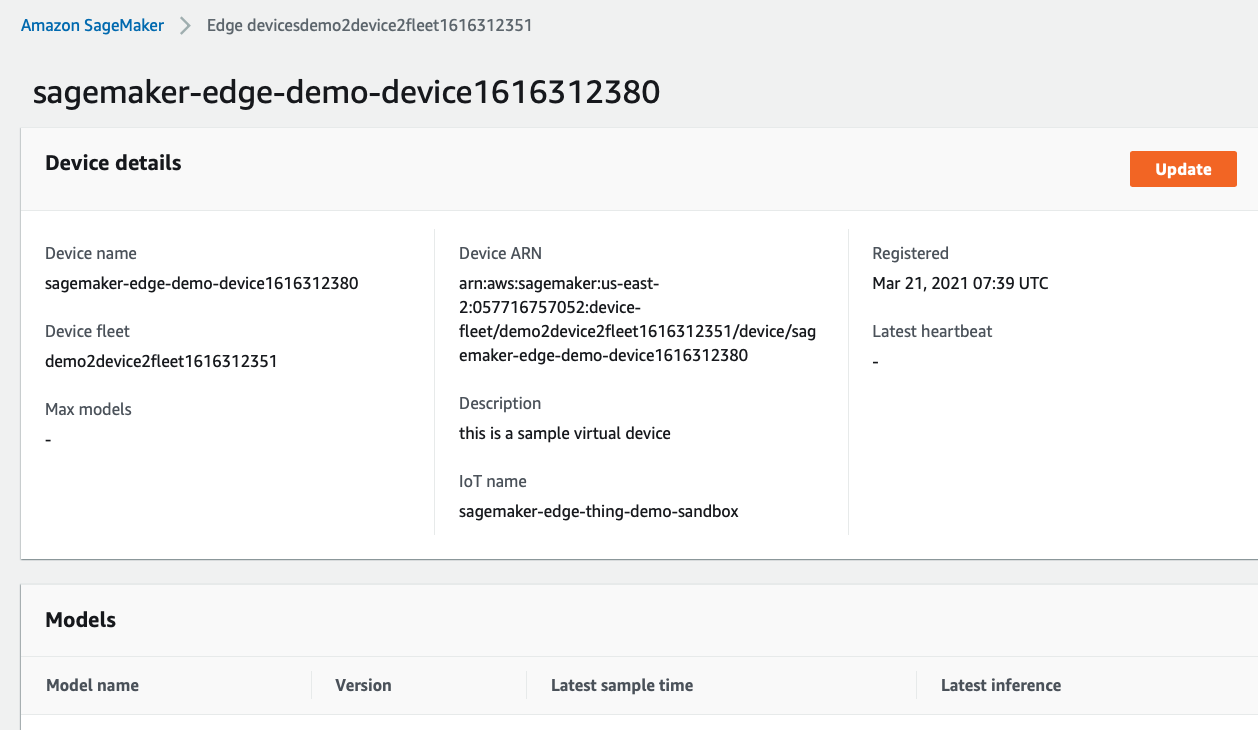 Amazon SageMaker > Edge devicesdemo2device2fleet1616312351
sagemaker-edge-demo-device1616312380
Device details
Update
Device name
sagemaker-edge-demo-device1616312380
Device fleet
demo2device2fleet1616312351
Max models
-
Device ARN
arn:aws:sagemaker:us-east-
2:057716757052:device-
fleet/demo2device2fleet1616312351/device/sag
emaker-edge-demo-device1616312380
Description
this is a sample virtual device
IoT name
sagemaker-edge-thing-demo-sandbox
Registered
Mar 21, 2021 07:39 UTC
Latest heartbeat
-
Models
Model name
Version
Latest sample time
Latest inference